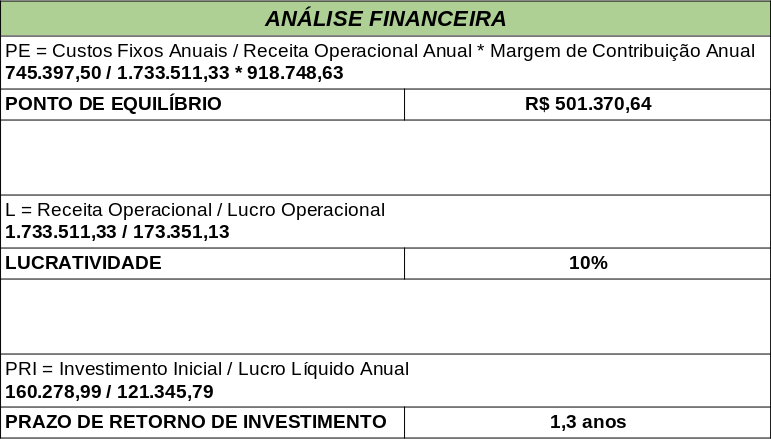 ANÁLISE FINANCEIRA
PE = Custos Fixos Anuais / Receita Operacional Anual * Margem de Contribuição Anual
745.397,50 / 1.733.511,33 * 918.748,63
PONTO DE EQUILÍBRIO R$ 501.370,64
L = Receita Operacional / Lucro Operacional
1.733.511,33 / 173.351,13
LUCRATIVIDADE 10%
PRI = Investimento Inicial / Lucro Líquido Anual
160.278,99 / 121.345,79
PRAZO DE RETORNO DE INVESTIMENTO 1,3 anos